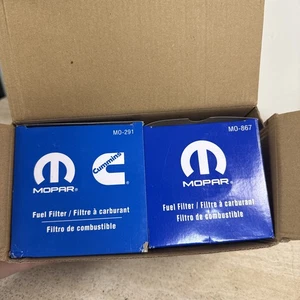 MO-291
MOPAR®
Cummins
Fuel Filter / Filtre à carburant
Filtro de combustible
MO-867
MOPAR®
Fuel Filter / Filtre à carburant
Filtro de combustible